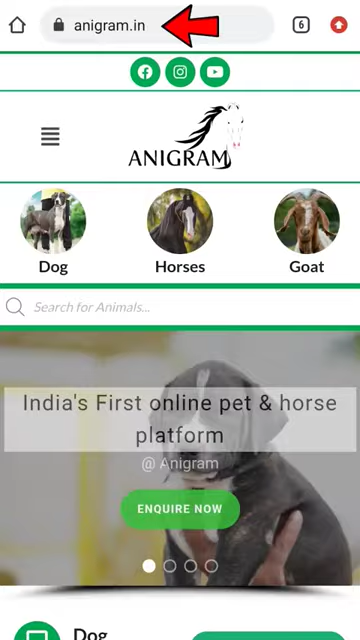 anigram.in
6
ANIGRAM
Dog
Horses
Goat
Search for Animals...
India's First online pet & horse
platform
@ Anigram
ENQUIRE NOW
Dog